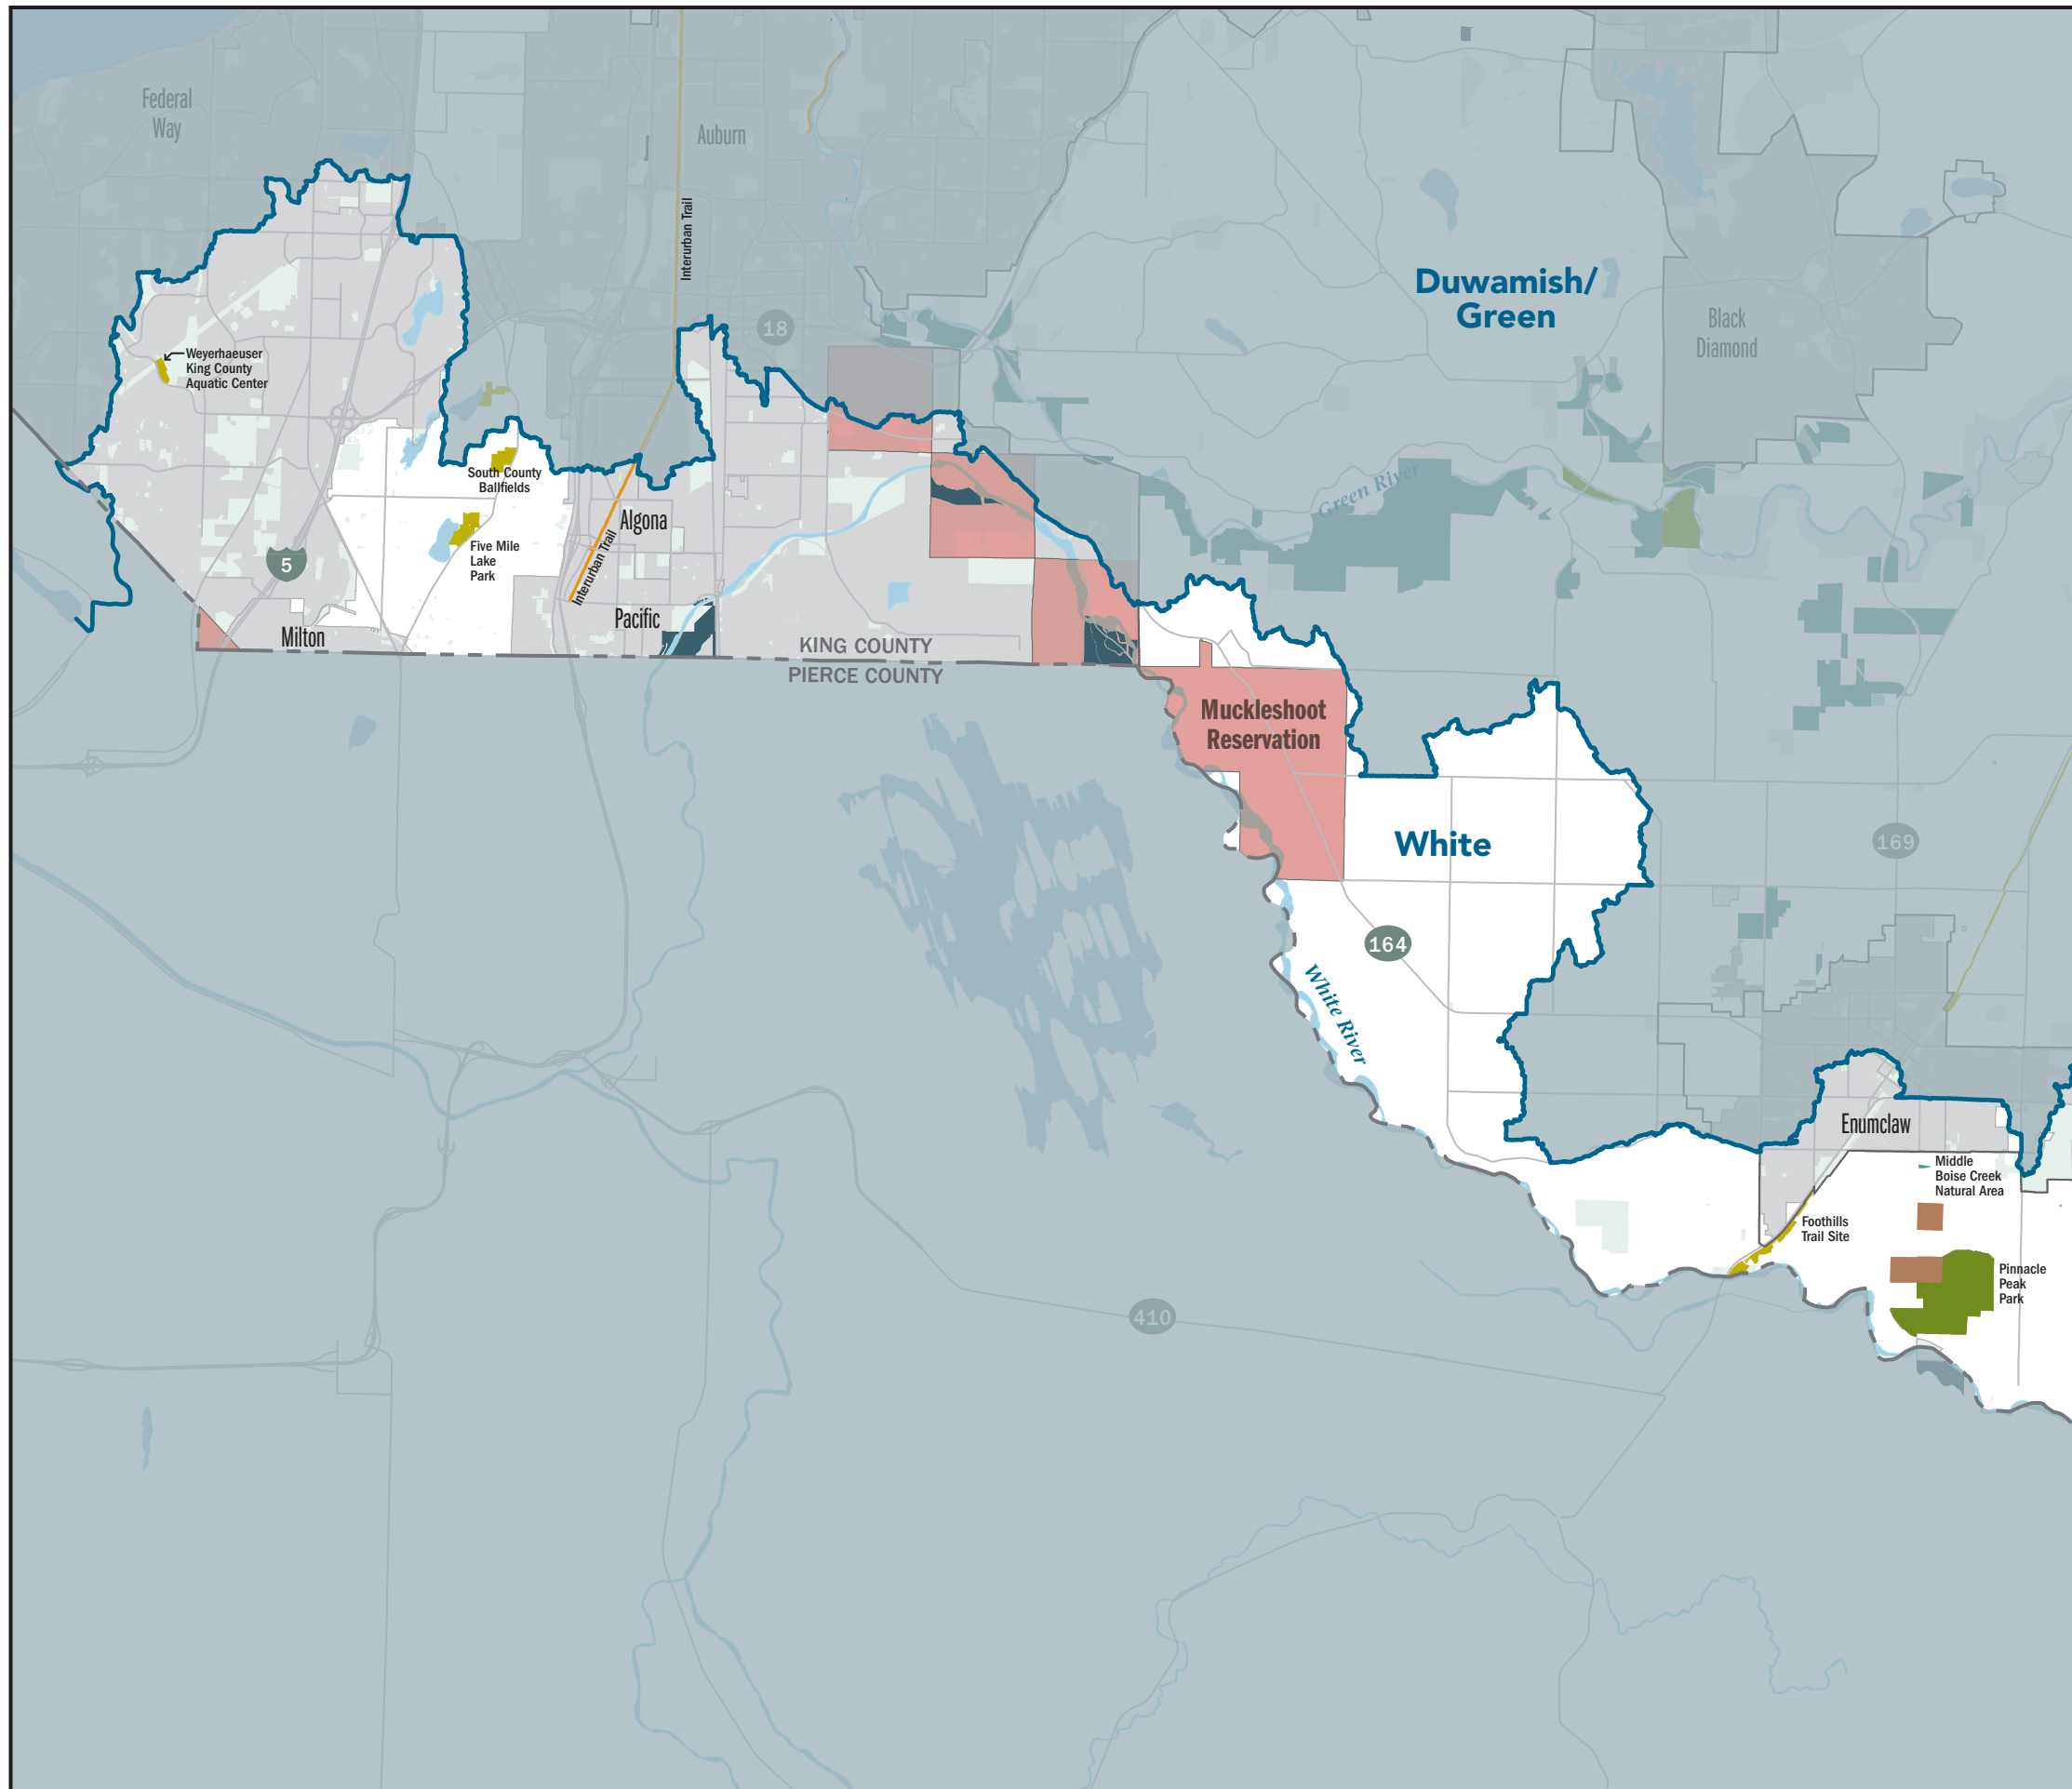 Federal
Way
Auburn
Interurban Trail
18
Duwamish/
Green
Black
Diamond
Weyerhaeuser
King County
Aquatic Center
South County
Ballfields
Green River
Algona
Five Mile
Lake
Park
Interurban Trail
5
Pacific
Milton
KING COUNTY
PIERCE COUNTY
Muckleshoot
Reservation
White
169
164
White River
Enumclaw
Middle
Boise Creek
Natural Area
Foothills
Trail Site
Pinnacle
Peak
Park
410